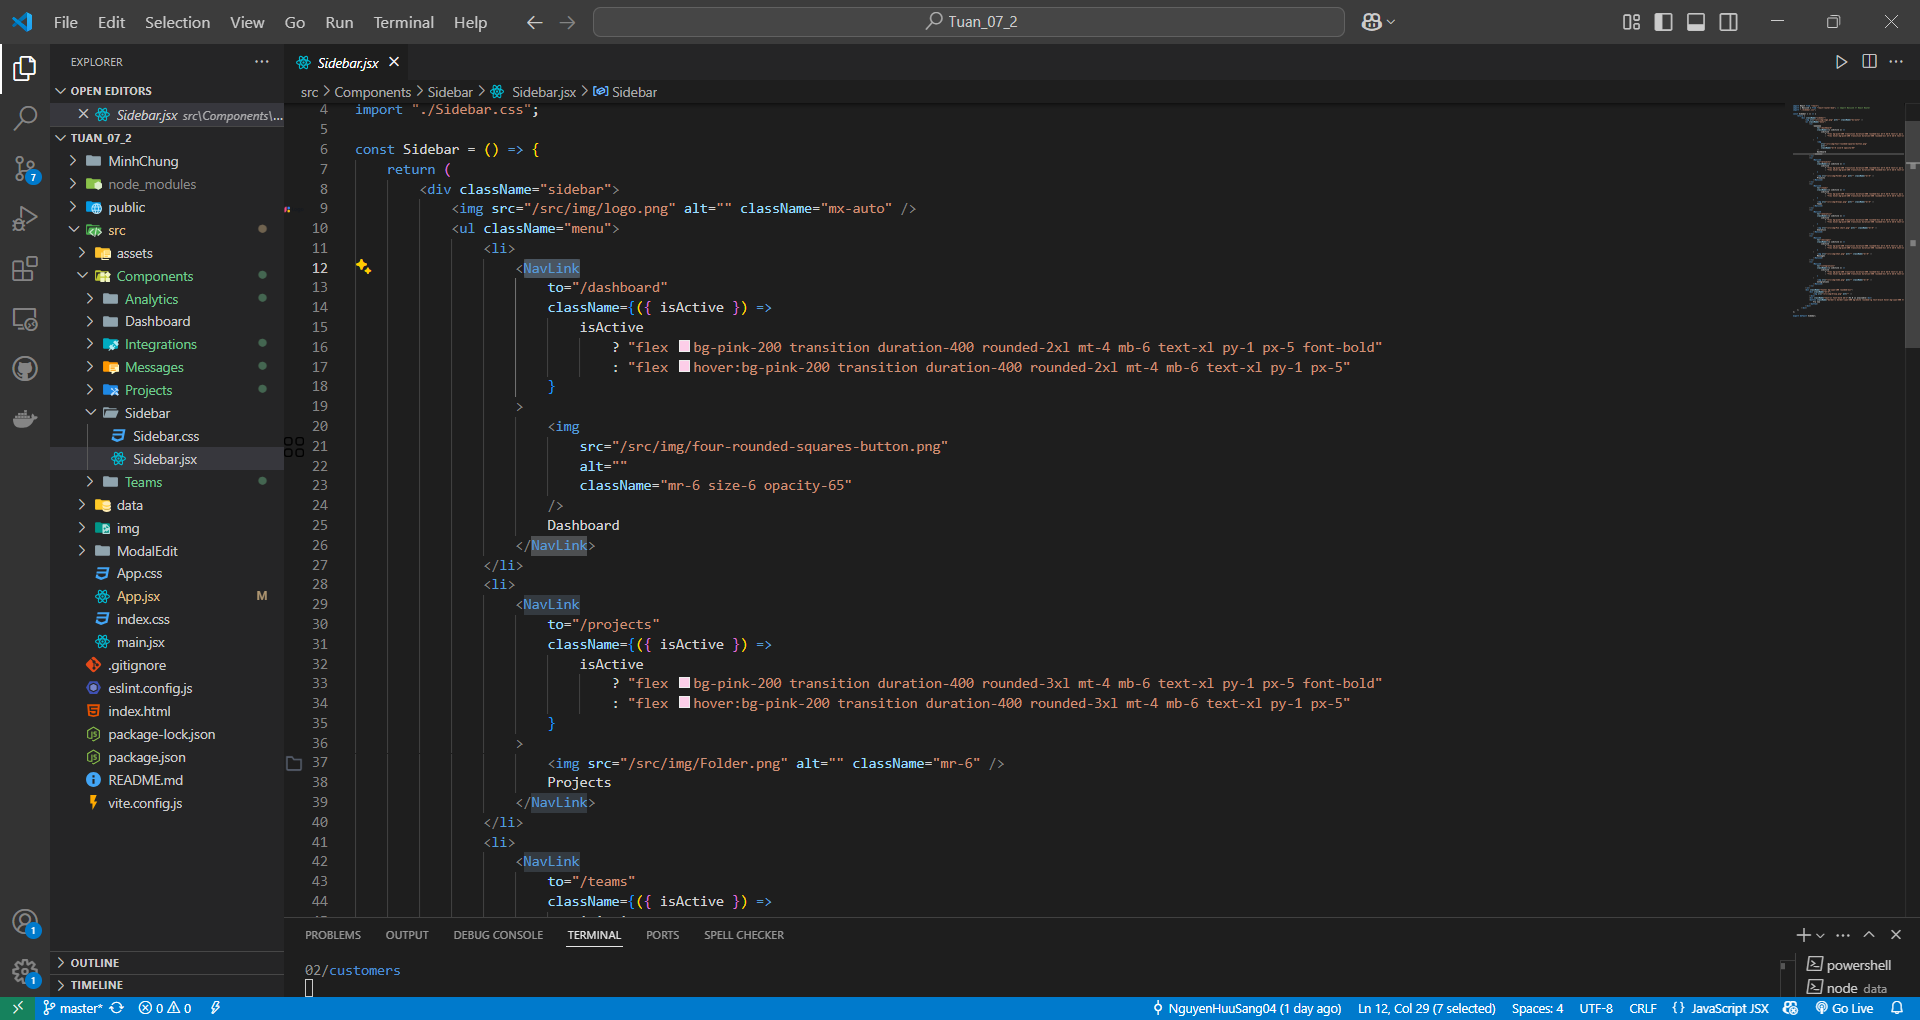 File Edit Selection View Go Run Terminal Help
Tuan_07_2
EXPLORER
OPEN EDITORS
Sidebar.jsx src\Components\...
TUAN_07_2
MinhChung
node_modules
public
src
assets
Components
Analytics
Dashboard
Integrations
Messages
Projects
Sidebar
Sidebar.css
Sidebar.jsx
Teams
data
img
ModalEdit
App.css
App.jsx M
index.css
main.jsx
.gitignore
eslint.config.js
index.html
package-lock.json
package.json
README.md
vite.config.js
OUTLINE
TIMELINE
7
1
1
Sidebar.jsx
src > Components > Sidebar > Sidebar.jsx > Sidebar
4 import "./Sidebar.css";
5
6 const Sidebar = () => {
7 return (
8 <div className="sidebar">
9 <img src="/src/img/logo.png" alt="" className="mx-auto" />
10 <ul className="menu">
11 <li>
12 <NavLink
13 to="/dashboard"
14 className={({ isActive }) =>
15 isActive
16 ? "flex bg-pink-200 transition duration-400 rounded-2xl mt-4 mb-6 text-xl py-1 px-5 font-bold"
17 : "flex hover:bg-pink-200 transition duration-400 rounded-2xl mt-4 mb-6 text-xl py-1 px-5"
18 }
19 >
20 <img
21 src="/src/img/four-rounded-squares-button.png"
22 alt=""
23 className="mr-6 size-6 opacity-65"
24 />
25 Dashboard
26 </NavLink>
27 </li>
28 <li>
29 <NavLink
30 to="/projects"
31 className={({ isActive }) =>
32 isActive
33 ? "flex bg-pink-200 transition duration-400 rounded-3xl mt-4 mb-6 text-xl py-1 px-5 font-bold"
34 : "flex hover:bg-pink-200 transition duration-400 rounded-3xl mt-4 mb-6 text-xl py-1 px-5"
35 }
36 >
37 <img src="/src/img/Folder.png" alt="" className="mr-6" />
38 Projects
39 </NavLink>
40 </li>
41 <li>
42 <NavLink
43 to="/teams"
44 className={({ isActive }) =>
PROBLEMS OUTPUT DEBUG CONSOLE TERMINAL PORTS SPELL CHECKER
02/customers
powershell
node data
master* 0 0 NguyenHuuSang04 (1 day ago) Ln 12, Col 29 (7 selected) Spaces: 4 UTF-8 CRLF { } JavaScript JSX Go Live